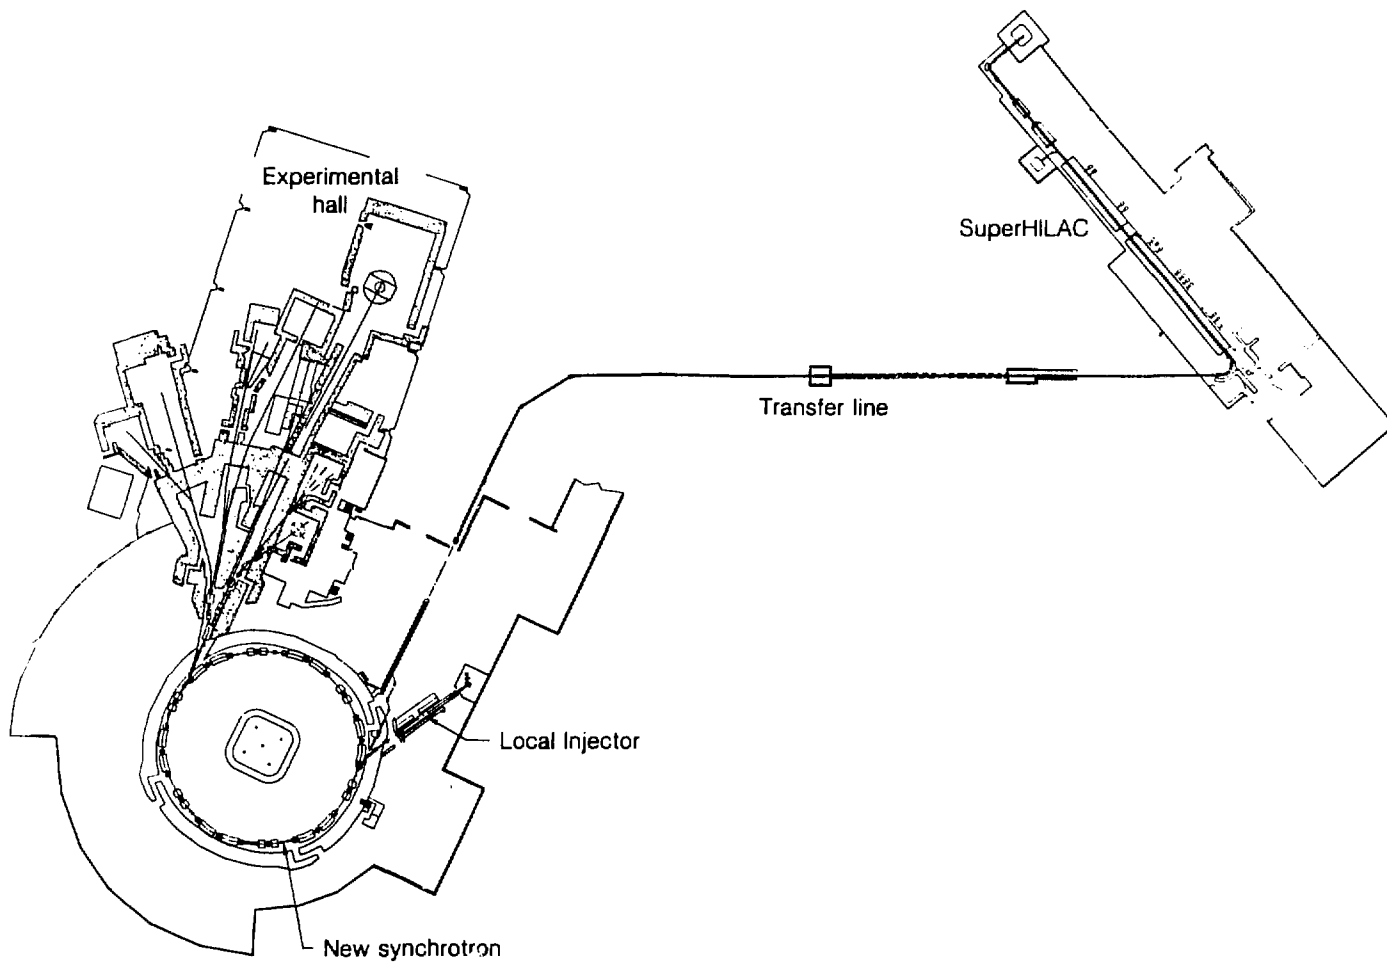 Experimental
hall
SuperHILAC
Transfer line
Local Injector
New synchrotron